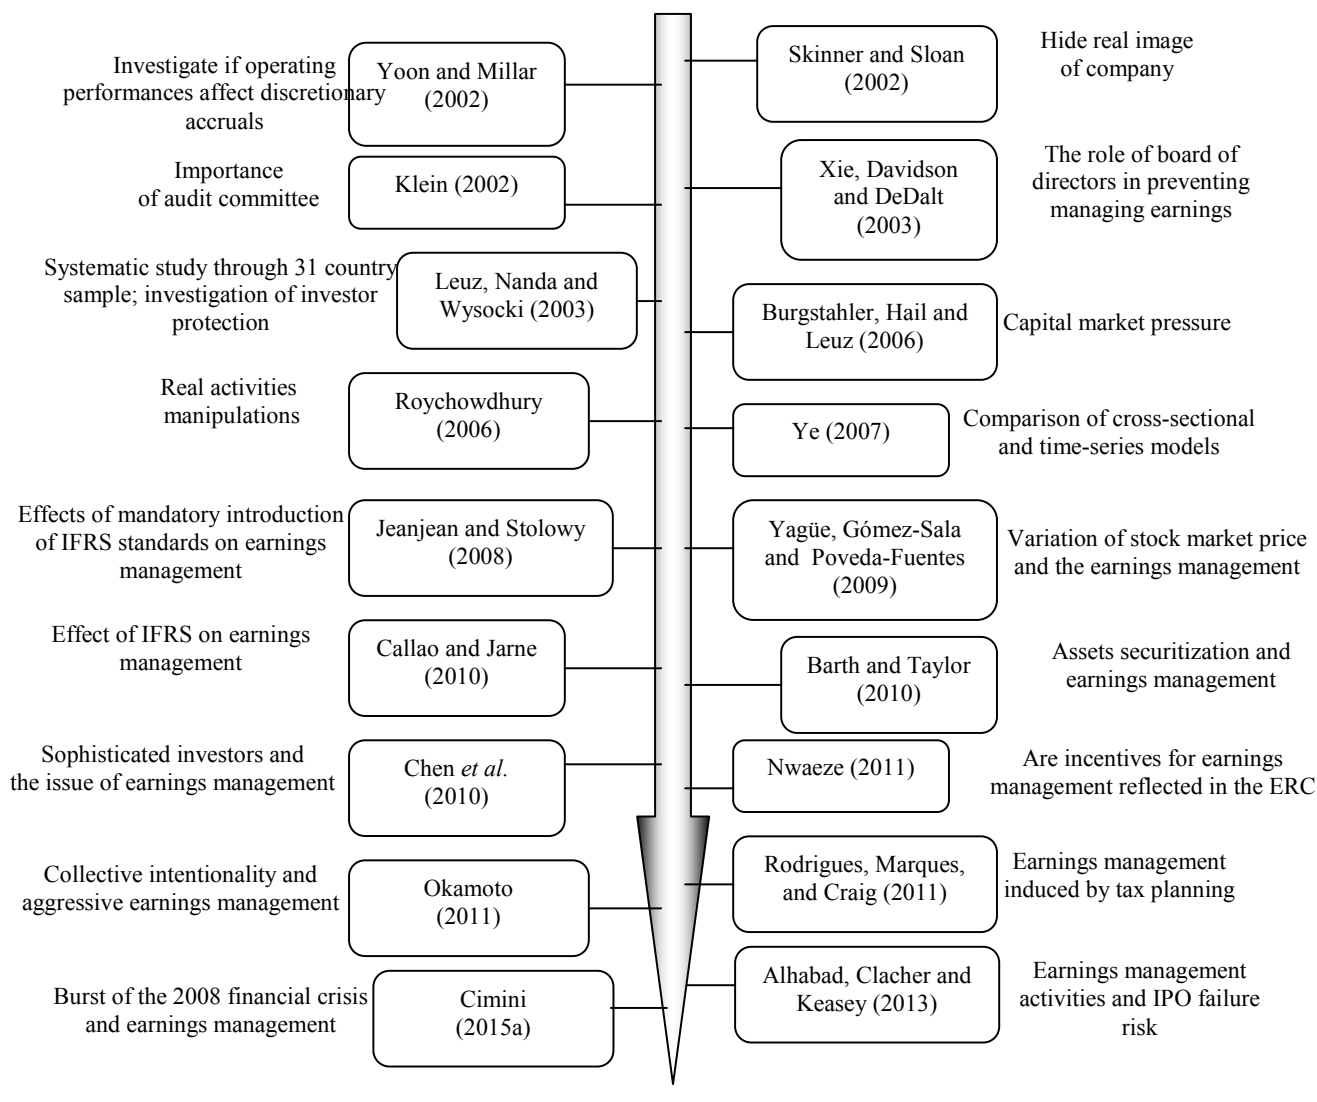 Investigate if operating
performances affect discretionary
accruals
Yoon and Millar
(2002)
Skinner and Sloan
(2002)
Hide real image
of company
Importance
of audit committee
Klein (2002)
Xie, Davidson
and DeDalt
(2003)
The role of board of
directors in preventing
managing earnings
Systematic study through 31 country
sample; investigation of investor
protection
Leuz, Nanda and
Wysocki (2003)
Burgstahler, Hail and
Leuz (2006)
Capital market pressure
Real activities
manipulations
Roychowdhury
(2006)
Ye (2007)
Comparison of cross-sectional
and time-series models
Effects of mandatory introduction
of IFRS standards on earnings
management
Jeanjean and Stolowy
(2008)
Yagüe, Gómez-Sala
and Poveda-Fuentes
(2009)
Variation of stock market price
and the earnings management
Effect of IFRS on earnings
management
Callao and Jarne
(2010)
Barth and Taylor
(2010)
Assets securitization and
earnings management
Sophisticated investors and
the issue of earnings management
Chen et al.
(2010)
Nwaeze (2011)
Are incentives for earnings
management reflected in the ERC
Collective intentionality and
aggressive earnings management
Okamoto
(2011)
Rodrigues, Marques,
and Craig (2011)
Earnings management
induced by tax planning
Burst of the 2008 financial crisis
and earnings management
Cimini
(2015a)
Alhabad, Clacher and
Keasey (2013)
Earnings management
activities and IPO failure
risk